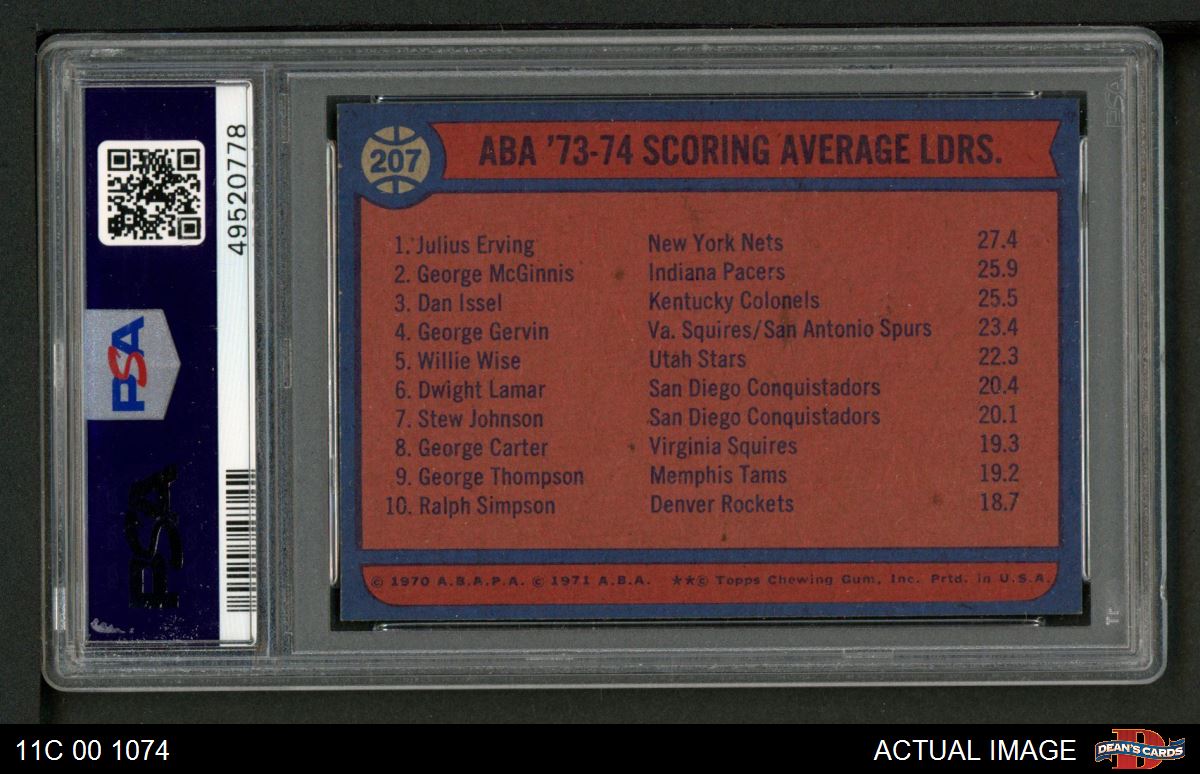 PSA
49520778
PSA
PSA
207
ABA '73-74 SCORING AVERAGE LDRS.
1. Julius Erving New York Nets 27.4
2. George McGinnis Indiana Pacers 25.9
3. Dan Issel Kentucky Colonels 25.5
4. George Gervin Va. Squires/San Antonio Spurs 23.4
5. Willie Wise Utah Stars 22.3
6. Dwight Lamar San Diego Conquistadors 20.4
7. Stew Johnson San Diego Conquistadors 20.1
8. George Carter Virginia Squires 19.3
9. George Thompson Memphis Tams 19.2
10. Ralph Simpson Denver Rockets 18.7
© 1970 A.B.A.P.A. © 1971 A.B.A. **© Topps Chewing Gum, Inc. Prtd. in U.S.A.
11C 00 1074
ACTUAL IMAGE
DEAN'S CARDS